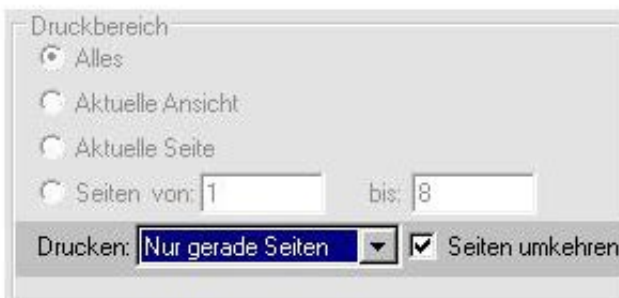 Druckbereich
Alles
Aktuelle Ansicht
Aktuelle Seite
Seiten von: 1 bis: 8
Drucken: Nur gerade Seiten Seiten umkehren